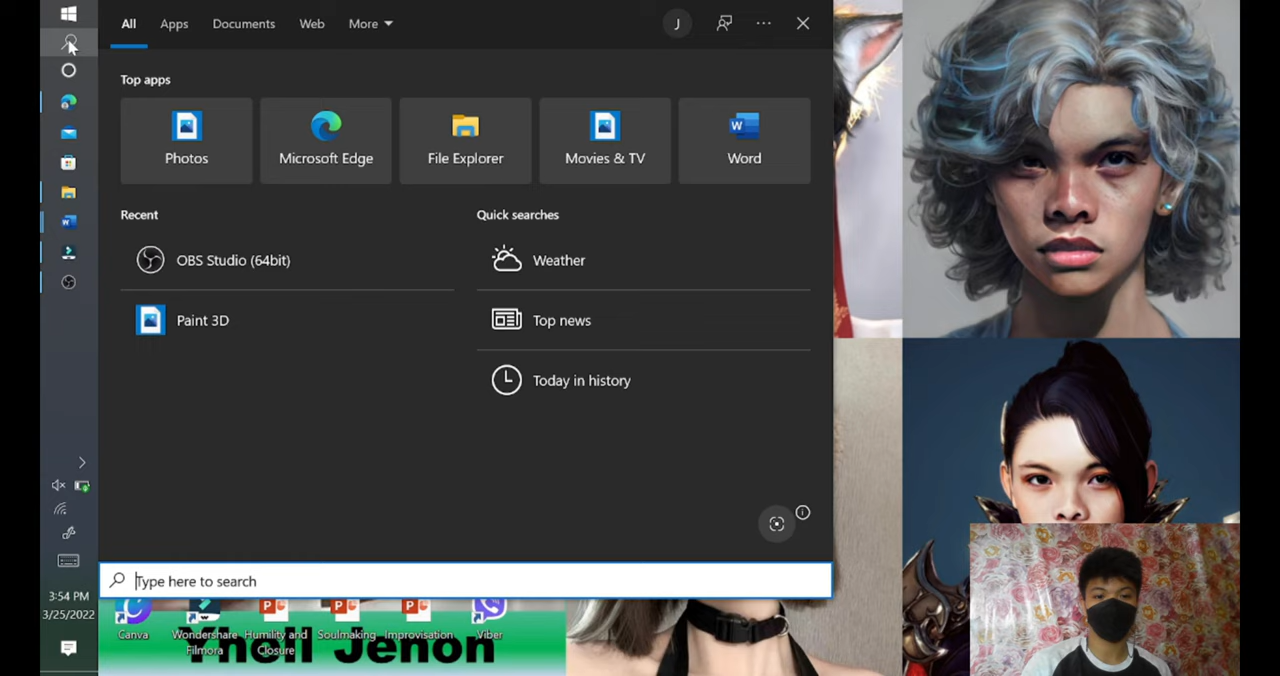 All Apps Documents Web More J
Top apps
Photos Microsoft Edge File Explorer Movies & TV Word
Recent
OBS Studio (64bit)
Paint 3D
Quick searches
Weather
Top news
Today in history
Type here to search
3:54 PM
3/25/2022
Canva
Wondershare Filmora
Humility and Closure
Soulmaking
Improvisation
Viber
Yheil Jenon